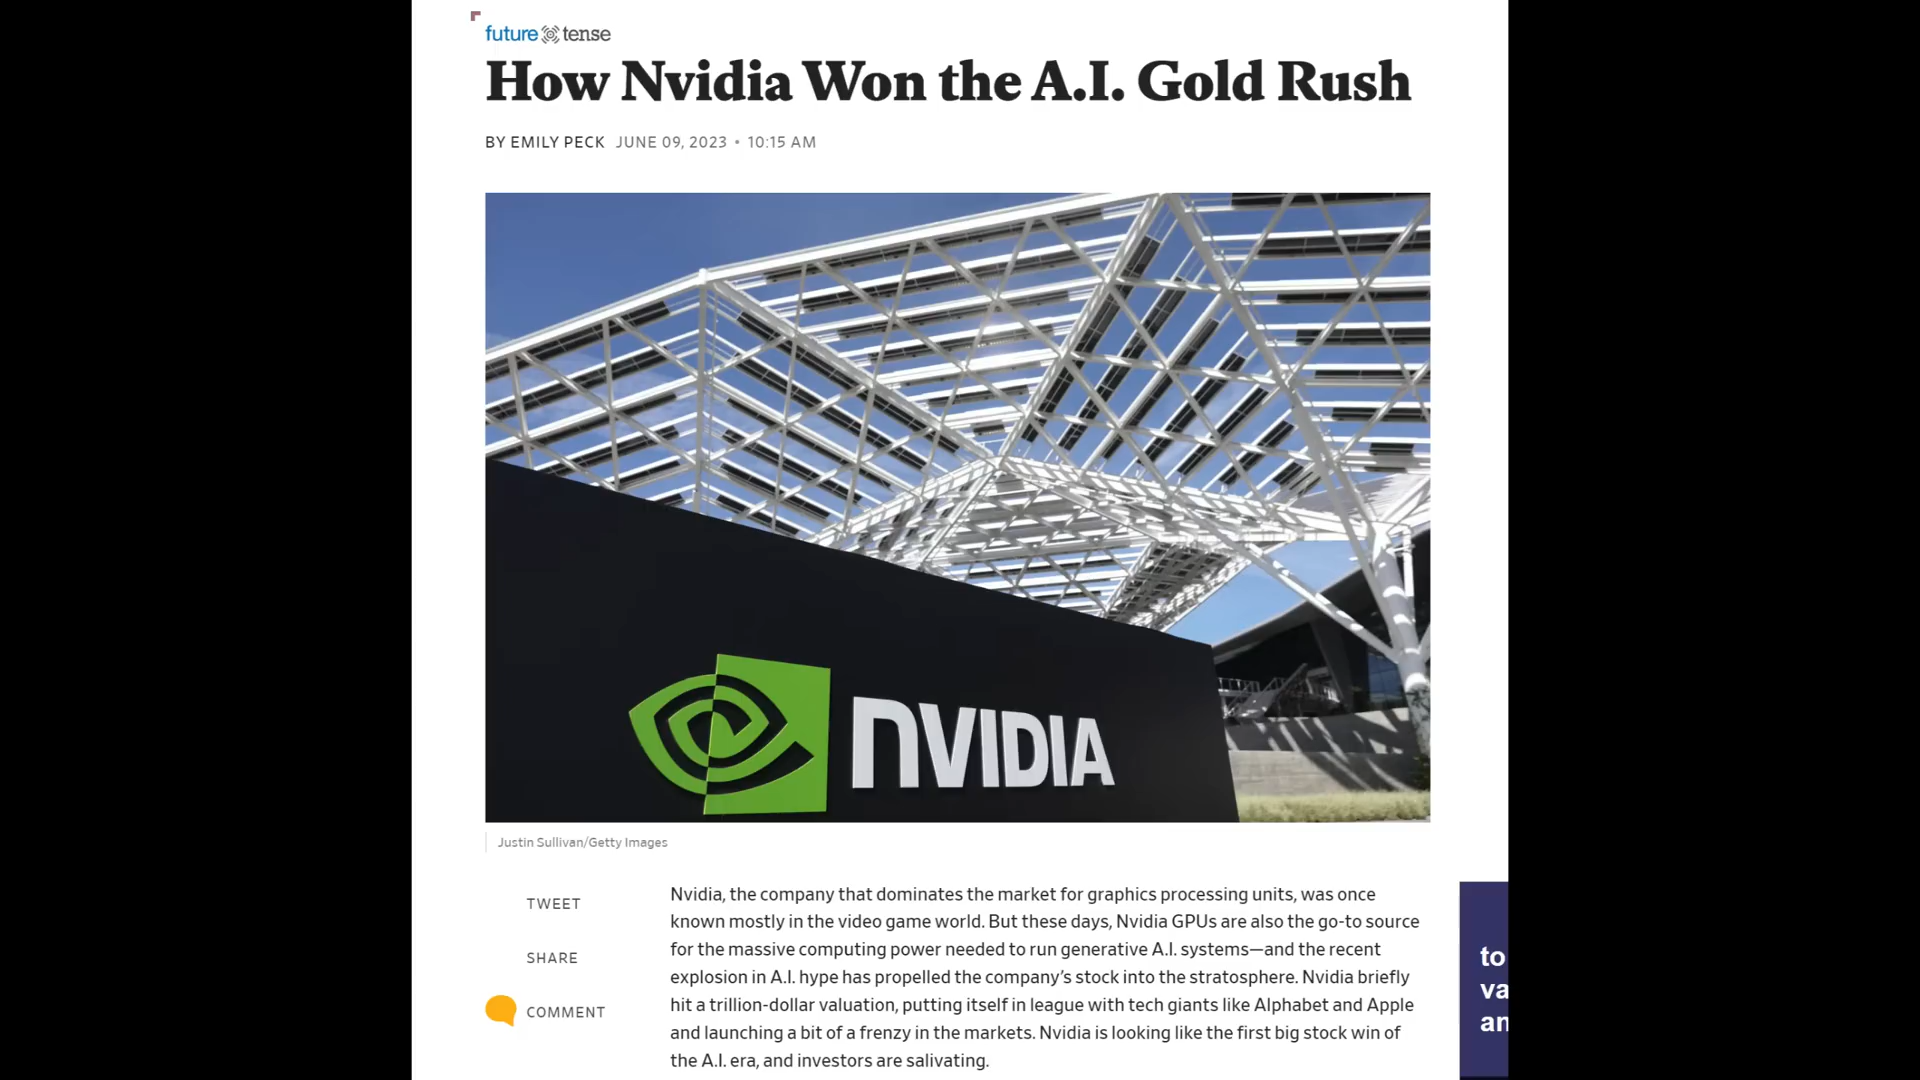 future tense
How Nvidia Won the A.I. Gold Rush
BY EMILY PECK JUNE 09, 2023 • 10:15 AM
NVIDIA
Justin Sullivan/Getty Images
TWEET
SHARE
COMMENT
Nvidia, the company that dominates the market for graphics processing units, was once
known mostly in the video game world. But these days, Nvidia GPUs are also the go-to source
for the massive computing power needed to run generative A.I. systems—and the recent
explosion in A.I. hype has propelled the company’s stock into the stratosphere. Nvidia briefly
hit a trillion-dollar valuation, putting itself in league with tech giants like Alphabet and Apple
and launching a bit of a frenzy in the markets. Nvidia is looking like the first big stock win of
the A.I. era, and investors are salivating.
to
va
an